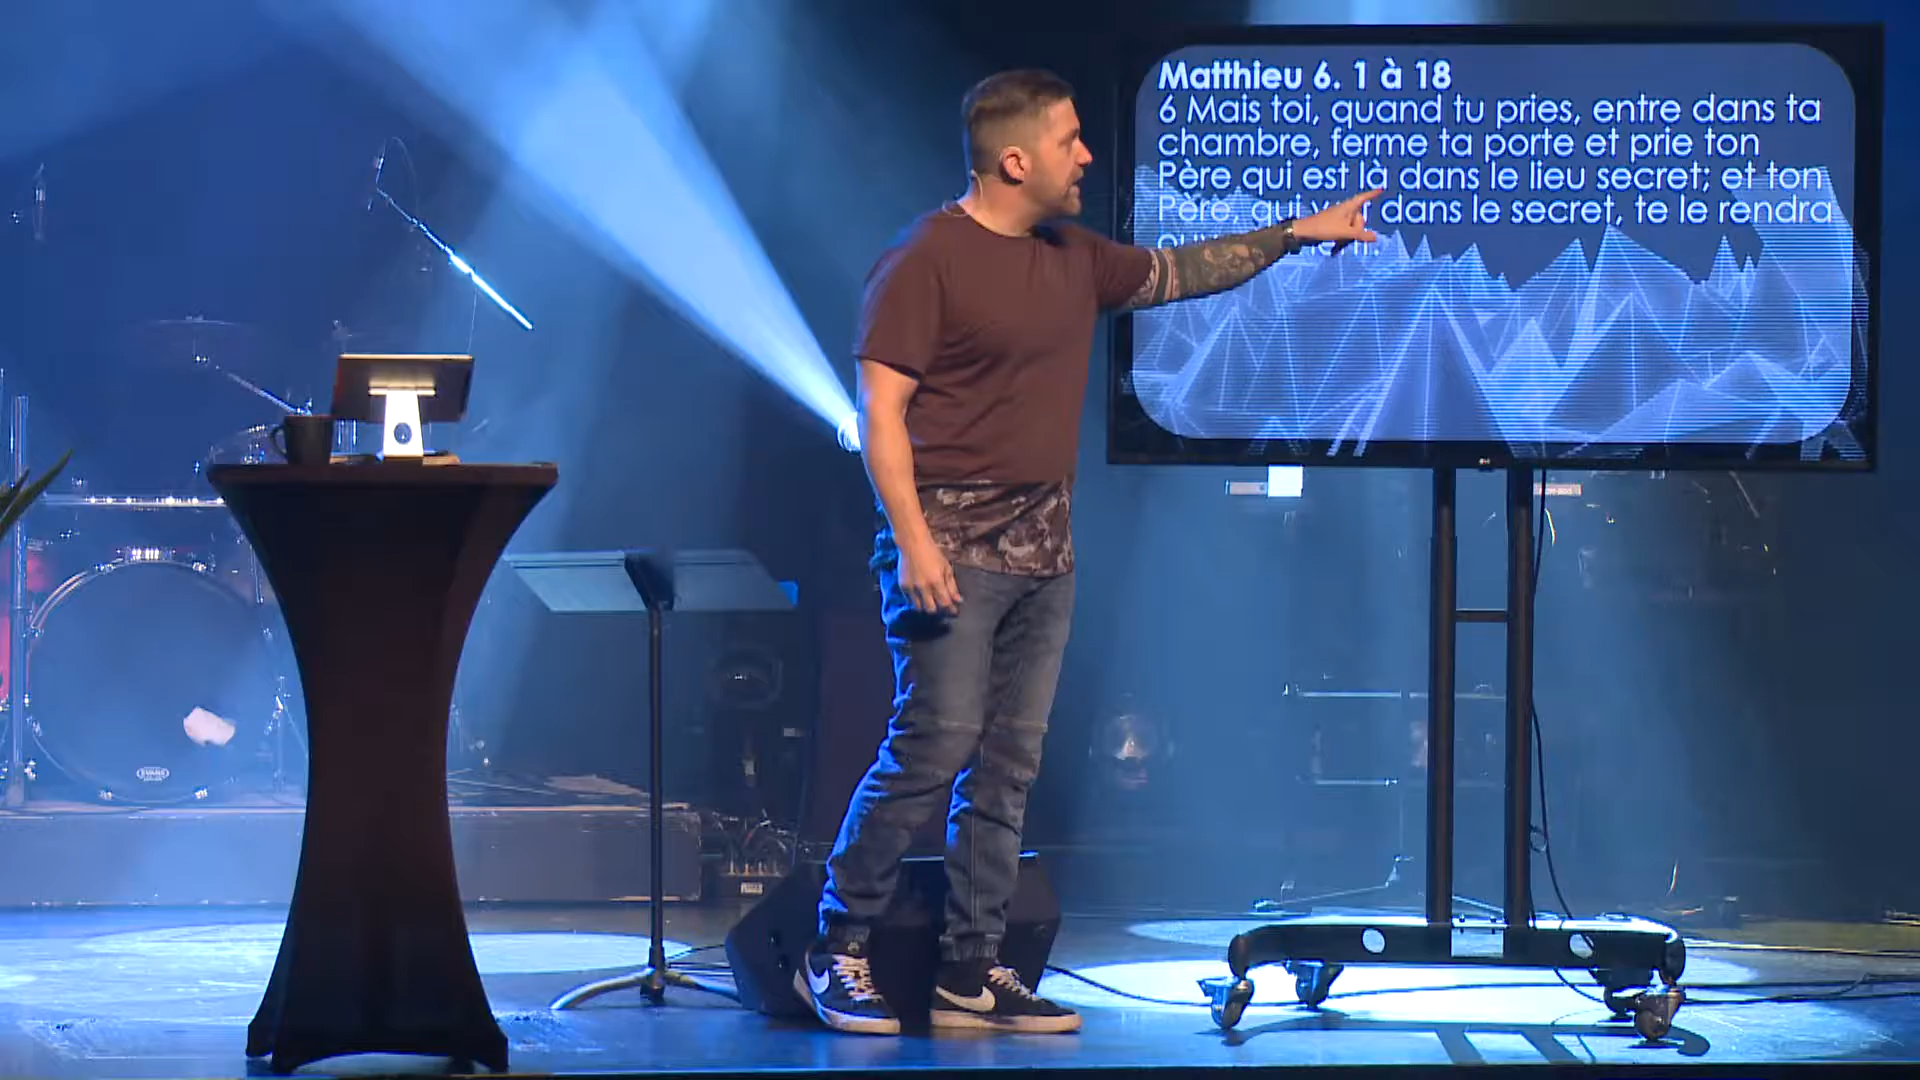 Matthieu 6. 1 à 18
6 Mais toi, quand tu pries, entre dans ta
chambre, ferme ta porte et prie ton
Père qui est là dans le lieu secret; et ton
Père, qui dans le secret, te le rendra
LG
EVANS